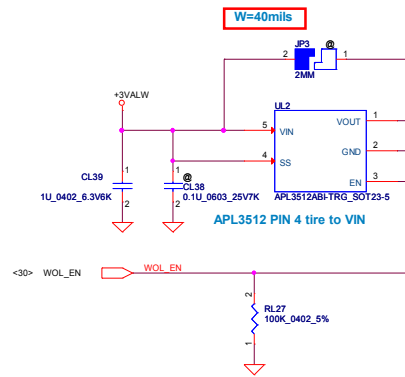 W=40mils
JP3
@
2
1
2MM
+3VALW
UL2
5
VIN
VOUT
1
GND
2
4
SS
EN
3
APL3512ABI-TRG_SOT23-5
CL39
1
2
1U_0402_6.3V6K
@
CL38
1
2
0.1U_0603_25V7K
APL3512 PIN 4 tire to VIN
<30>
WOL_EN
WOL_EN
2
RL27
100K_0402_5%
1